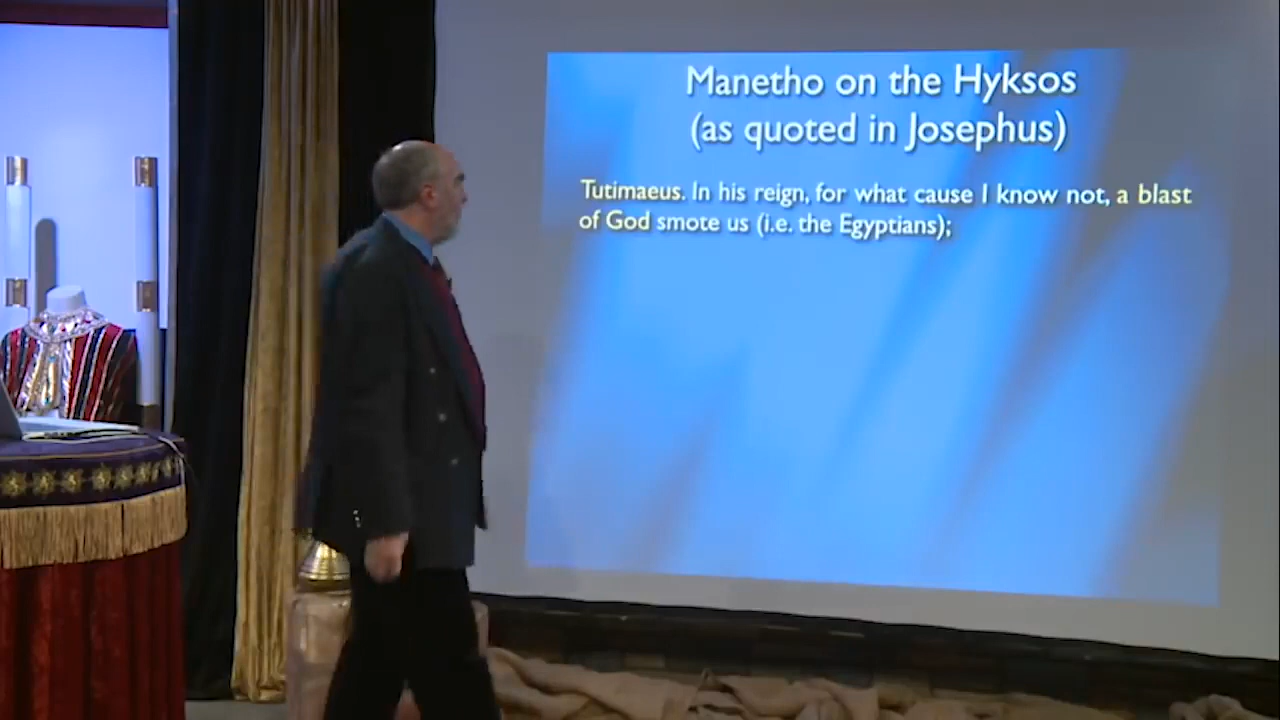 Manetho on the Hyksos
(as quoted in Josephus)
Tutimaeus. In his reign, for what cause I know not, a blast
of God smote us (i.e. the Egyptians);